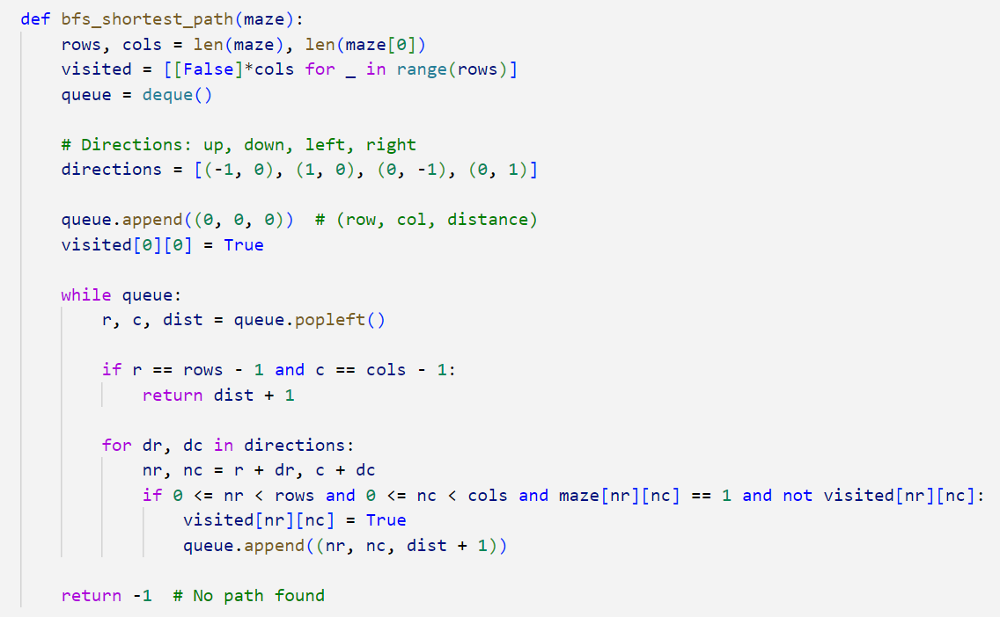 def bfs_shortest_path(maze):
    rows, cols = len(maze), len(maze[0])
    visited = [[False]*cols for _ in range(rows)]
    queue = deque()

    # Directions: up, down, left, right
    directions = [(-1, 0), (1, 0), (0, -1), (0, 1)]

    queue.append((0, 0, 0))  # (row, col, distance)
    visited[0][0] = True

    while queue:
        r, c, dist = queue.popleft()

        if r == rows - 1 and c == cols - 1:
            return dist + 1

        for dr, dc in directions:
            nr, nc = r + dr, c + dc
            if 0 <= nr < rows and 0 <= nc < cols and maze[nr][nc] == 1 and not visited[nr][nc]:
                visited[nr][nc] = True
                queue.append((nr, nc, dist + 1))

    return -1  # No path found